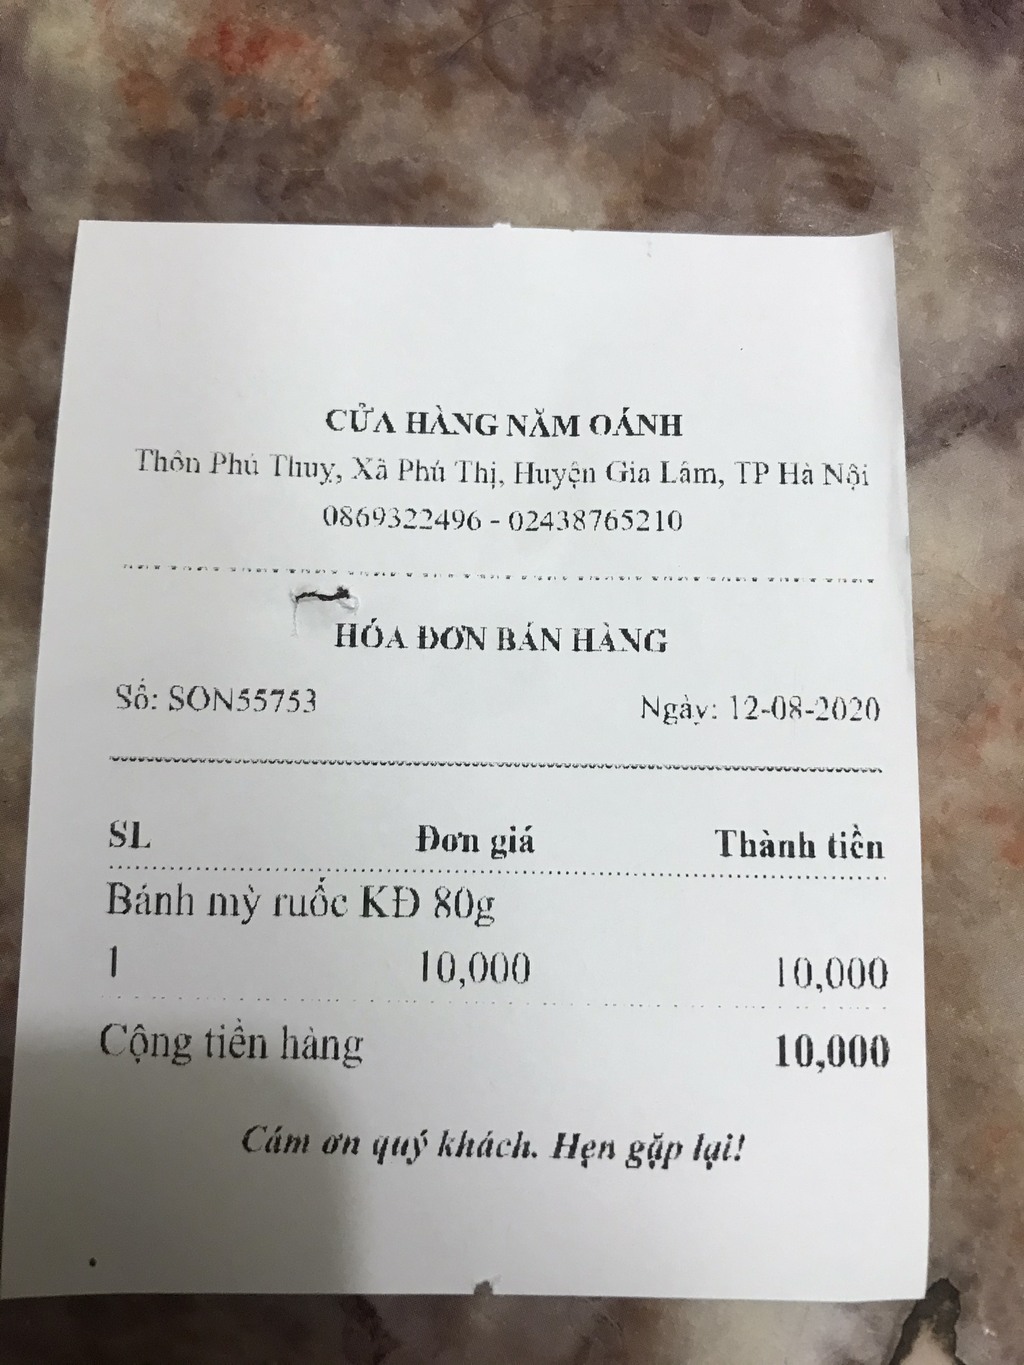 CỬA HÀNG NĂM OÁNH
Thôn Phú Thuỵ, Xã Phú Thị, Huyện Gia Lâm, TP Hà Nội
0869322496 - 02438765210
HÓA ĐƠN BÁN HÀNG
Số: SON55753 Ngày: 12-08-2020
SL Đơn giá Thành tiền
Bánh mỳ ruốc KĐ 80g
1 10,000 10,000
Cộng tiền hàng 10,000
Cám ơn quý khách. Hẹn gặp lại!